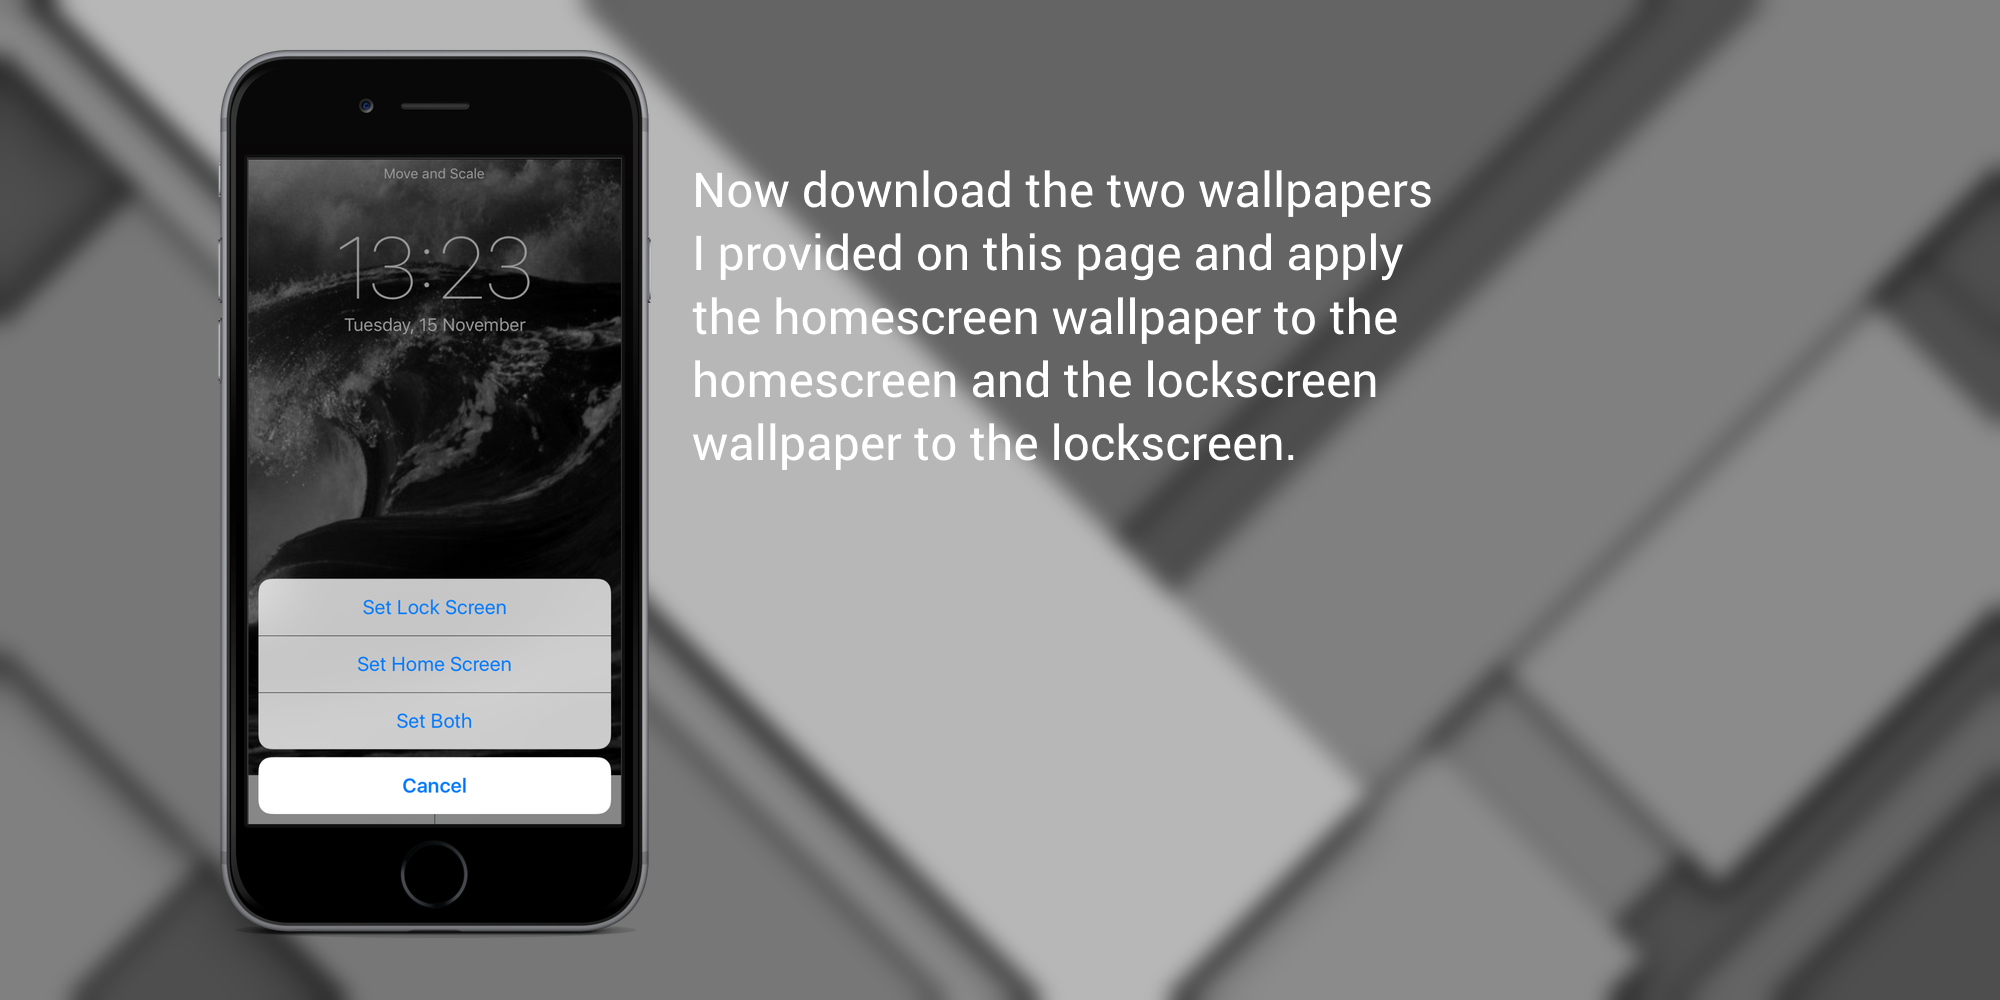 Move and Scale
13:23
Tuesday, 15 November
Set Lock Screen
Set Home Screen
Set Both
Cancel
Now download the two wallpapers
I provided on this page and apply
the homescreen wallpaper to the
homescreen and the lockscreen
wallpaper to the lockscreen.